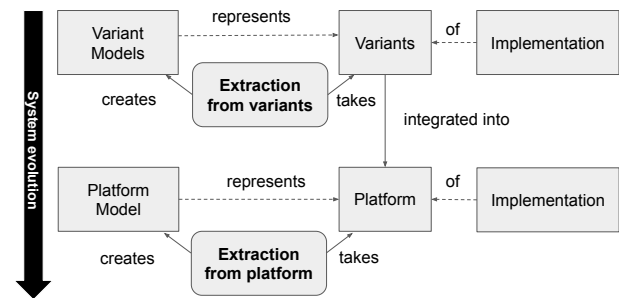 represents
Variant
Models
Variants
of
Implementation
creates
Extraction
from variants
takes
integrated into
System evolution
Platform
Model
represents
Platform
of
Implementation
creates
Extraction
from platform
takes